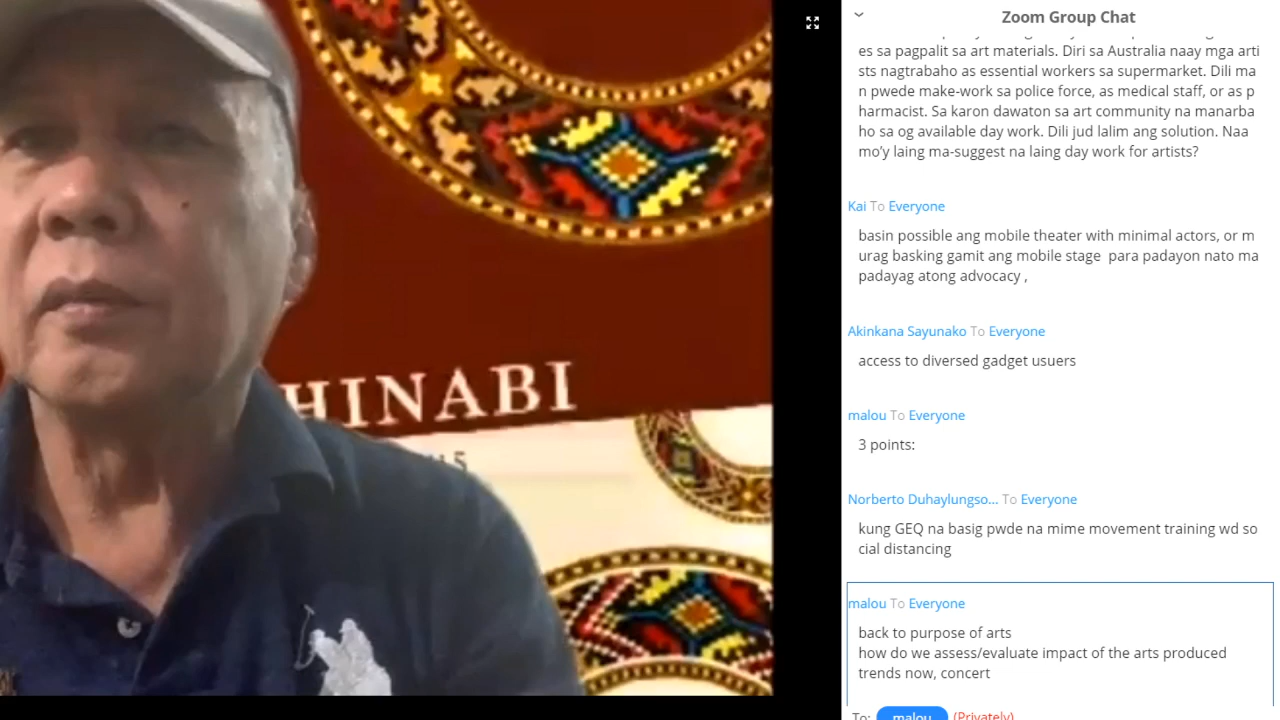 HINABI
5
Zoom Group Chat
es sa pagpalit sa art materials. Diri sa Australia naay mga arti
sts nagtrabaho as essential workers sa supermarket. Dili ma
n pwede make-work sa police force, as medical staff, or as p
harmacist. Sa karon dawaton sa art community na manarba
ho sa og available day work. Dili jud lalim ang solution. Naa
mo’y laing ma-suggest na laing day work for artists?
Kai To Everyone
basin possible ang mobile theater with minimal actors, or m
urag basking gamit ang mobile stage para padayon nato ma
padayag atong advocacy ,
Akinkana Sayunako To Everyone
access to diversed gadget usuers
malou To Everyone
3 points:
Norberto Duhaylungso... To Everyone
kung GEQ na basig pwde na mime movement training wd so
cial distancing
malou To Everyone
back to purpose of arts
how do we assess/evaluate impact of the arts produced
trends now, concert
To: malou (Privately)